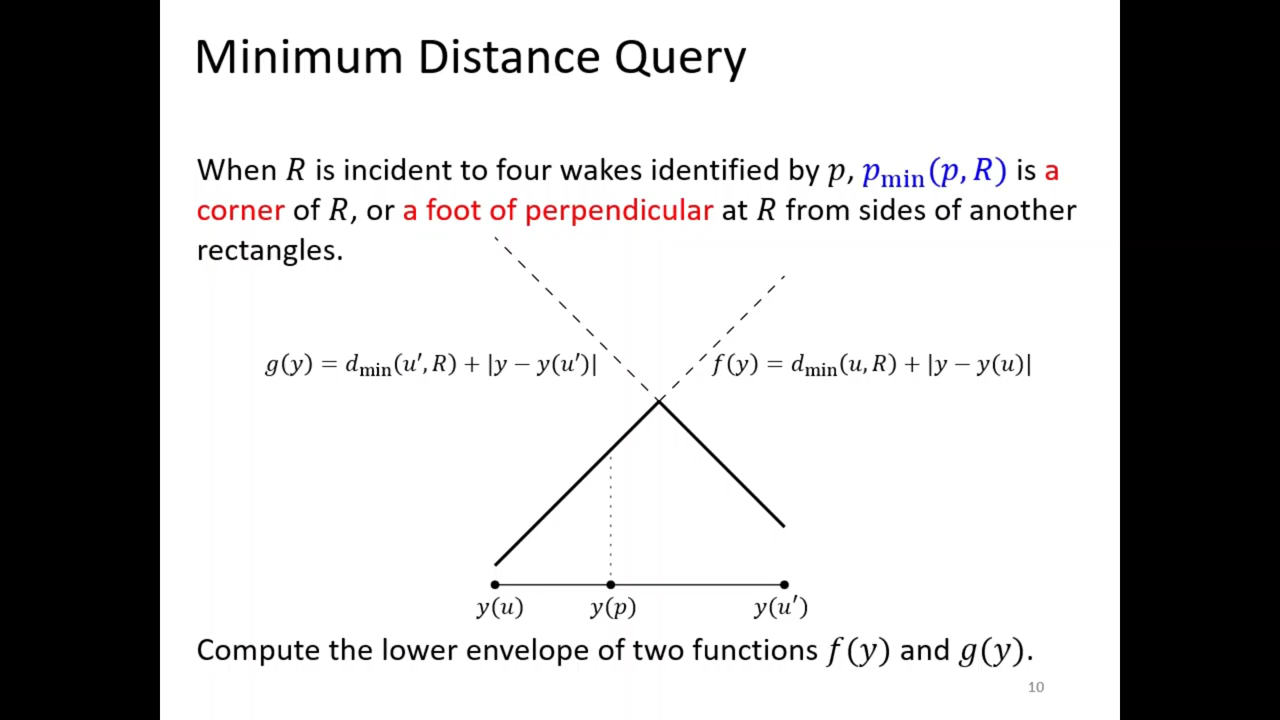 Minimum Distance Query
When R is incident to four wakes identified by p, p_min(p, R) is a
corner of R, or a foot of perpendicular at R from sides of another
rectangles.
g(y) = d_min(u′, R) + |y − y(u′)|
f(y) = d_min(u, R) + |y − y(u)|
y(u) y(p) y(u′)
Compute the lower envelope of two functions f(y) and g(y).
10